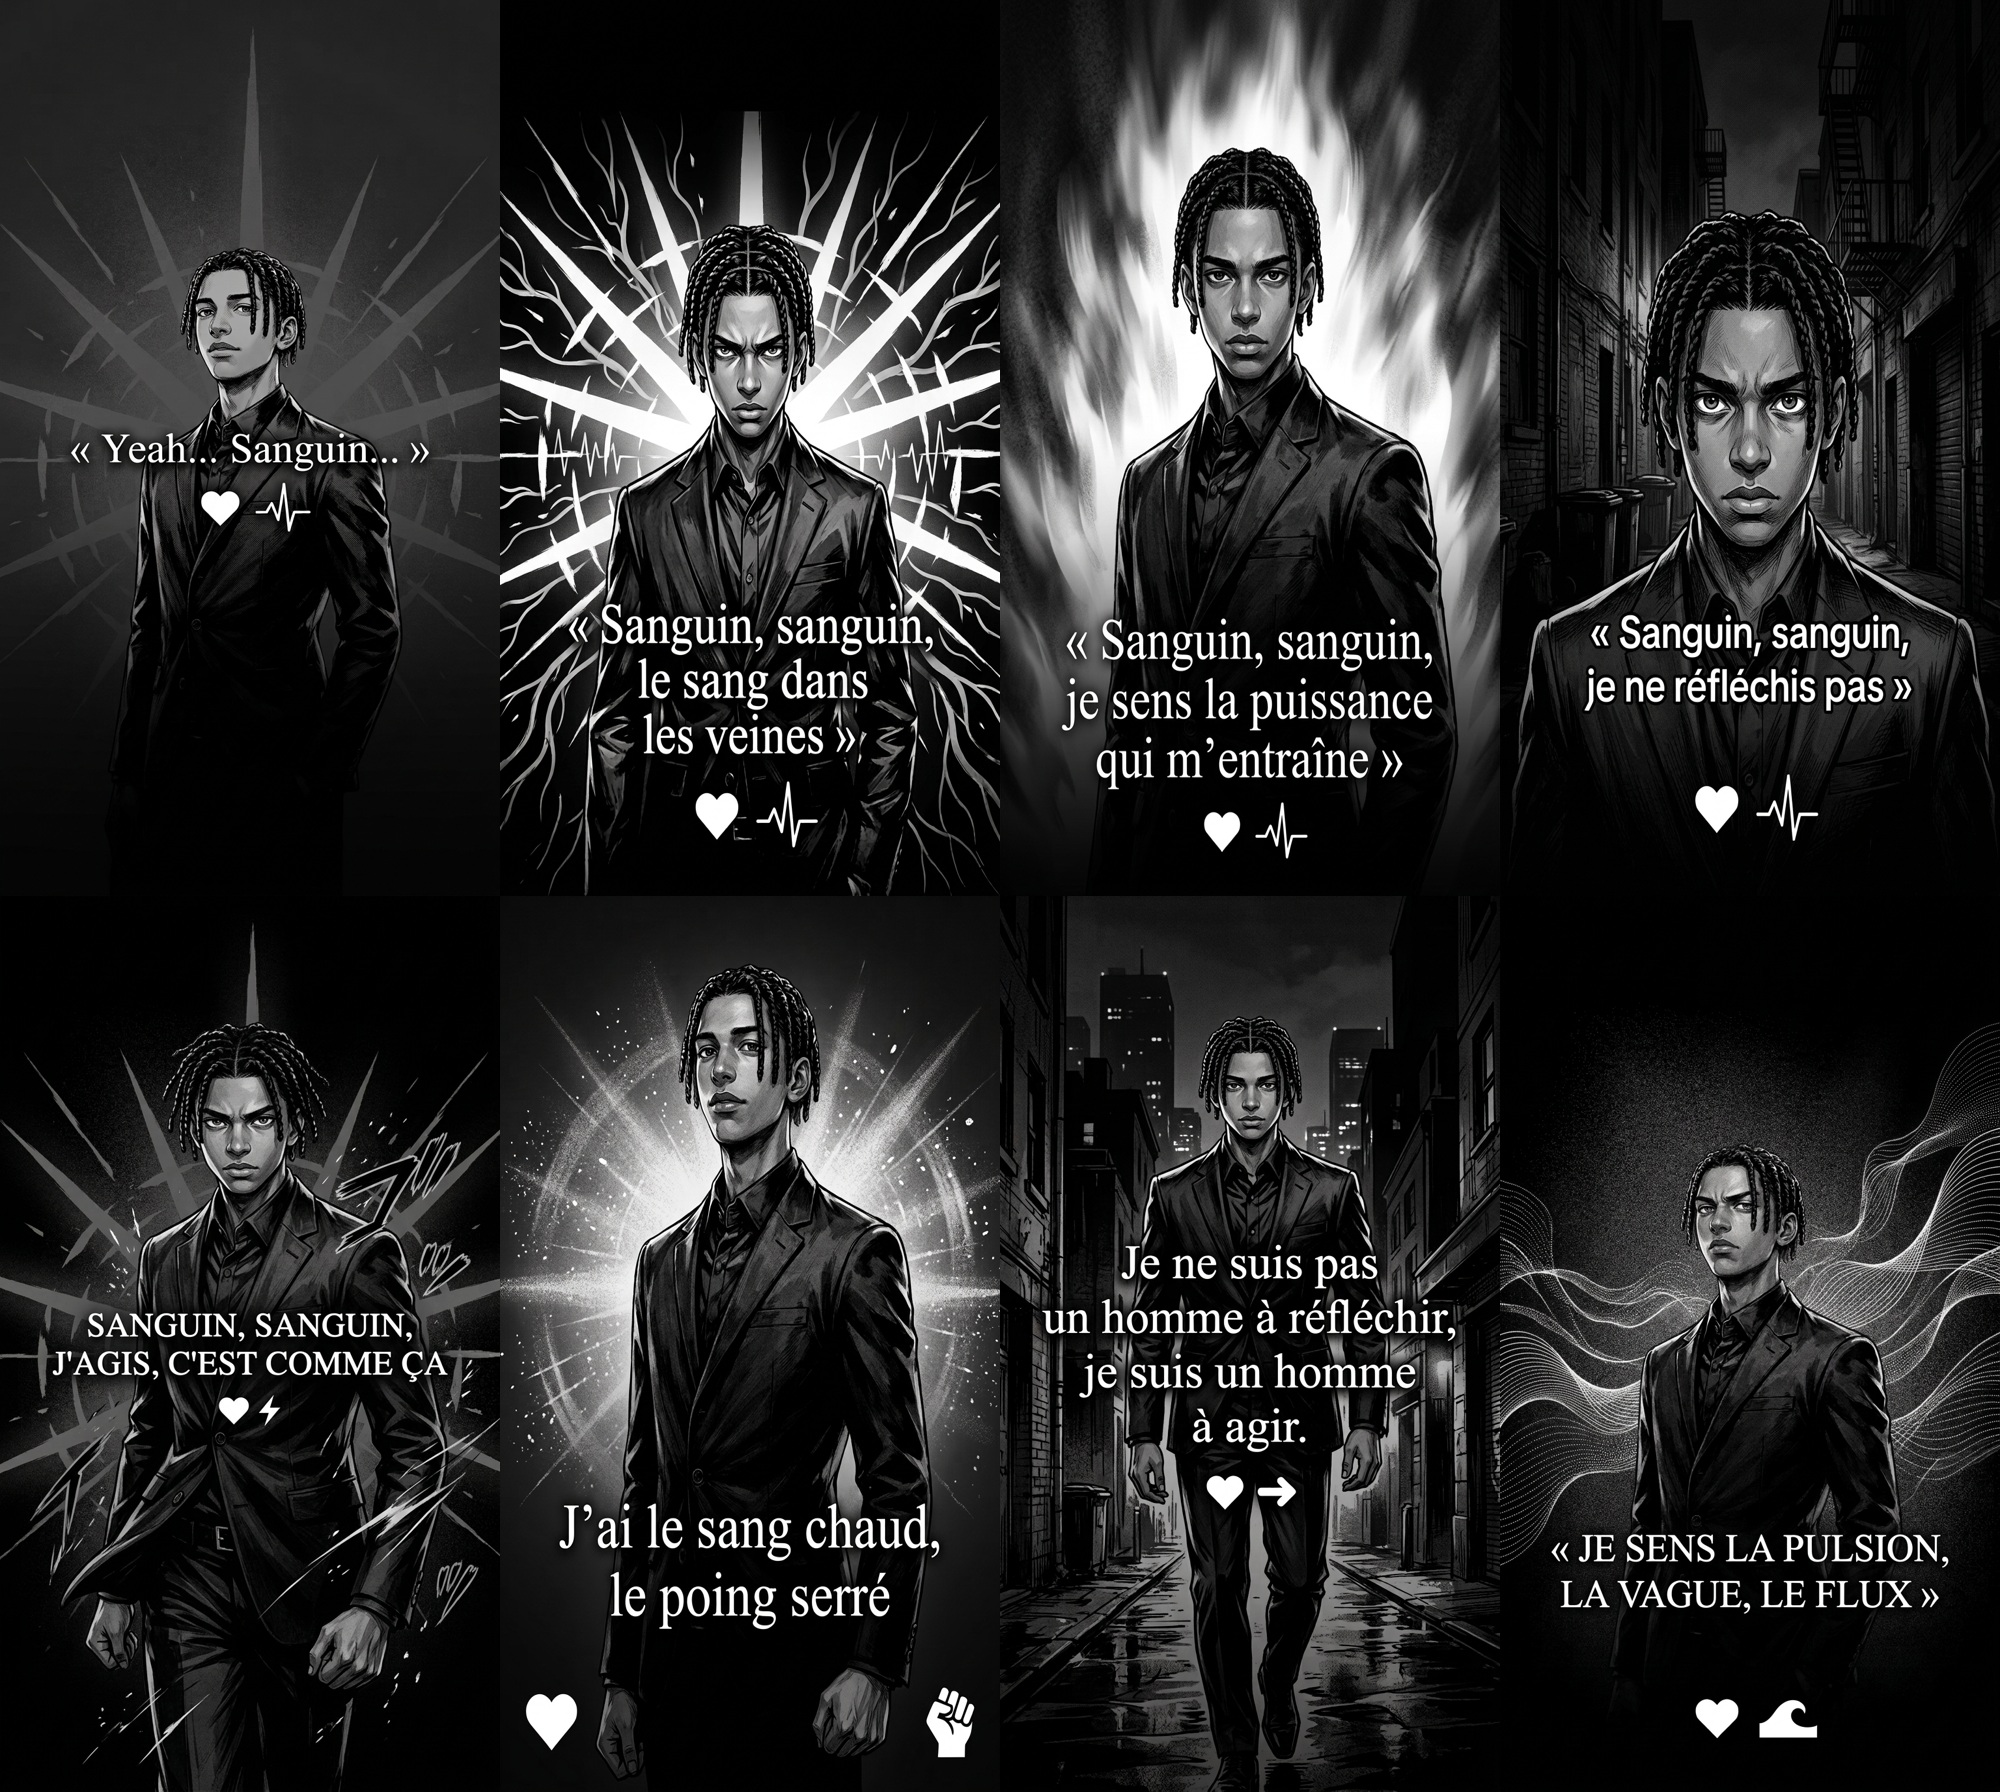 « Yeah... Sanguin... »
« Sanguin, sanguin,
le sang dans
les veines »
« Sanguin, sanguin,
je sens la puissance
qui m’entraîne »
« Sanguin, sanguin,
je ne réfléchis pas »
SANGUIN, SANGUIN,
J'AGIS, C'EST COMME ÇA
J’ai le sang chaud,
le poing serré
Je ne suis pas
un homme à réfléchir,
je suis un homme
à agir.
« JE SENS LA PULSION,
LA VAGUE, LE FLUX »